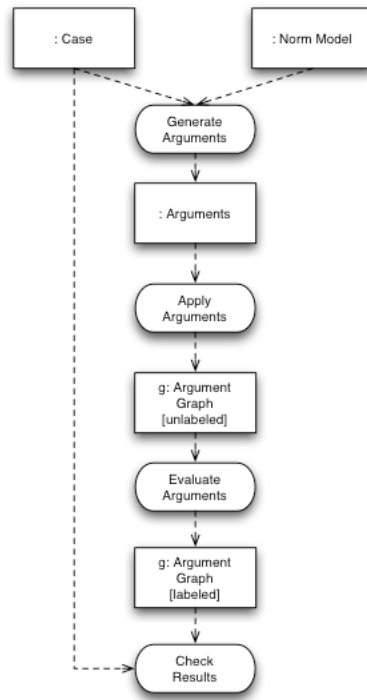 : Case
: Norm Model
Generate
Arguments
: Arguments
Apply
Arguments
g: Argument
Graph
[unlabeled]
Evaluate
Arguments
g: Argument
Graph
[labeled]
Check
Results